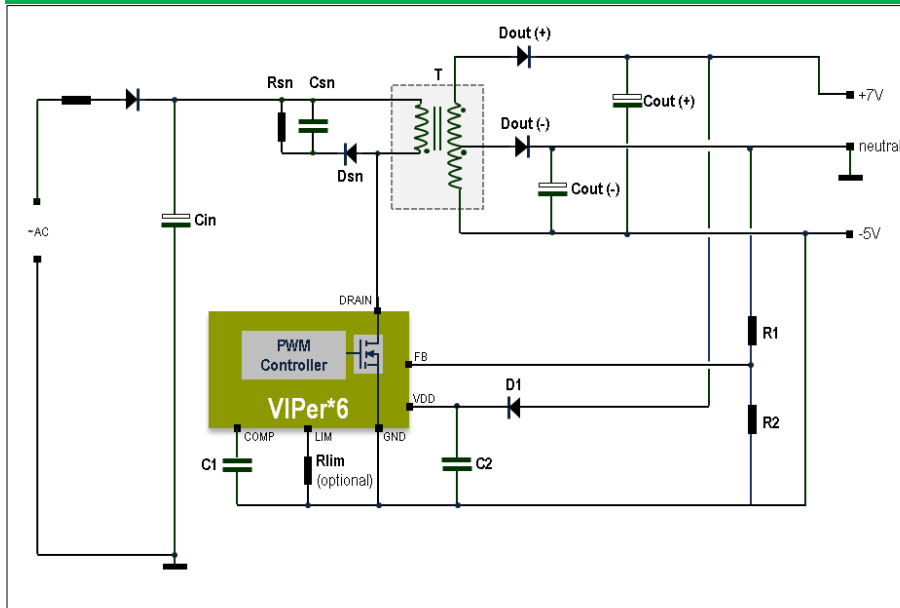 Dout (+)
T
Rsn
Csn
+7V
Cout (+)
Dout (-)
neutral
Dsn
Cout (-)
Cin
~AC
-5V
DRAIN
PWM
Controller
R1
FB
D1
VDD
R2
VIPer*6
COMP
LIM
GND
C1
Rlim
(optional)
C2